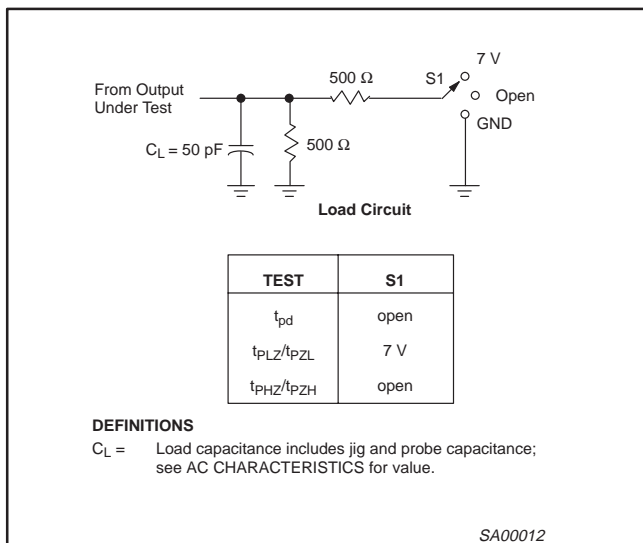 7 V
500 Ω
S1
From Output
Under Test
Open
GND
C_L = 50 pF
500 Ω
Load Circuit
TEST S1
t_pd open
t_PLZ/t_PZL 7 V
t_PHZ/t_PZH open
DEFINITIONS
C_L = Load capacitance includes jig and probe capacitance;
see AC CHARACTERISTICS for value.
SA00012